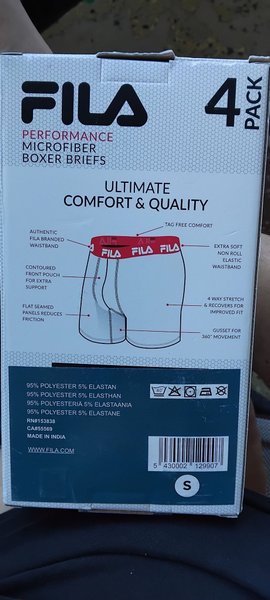 FILA
4 PACK
PERFORMANCE
MICROFIBER
BOXER BRIEFS
ULTIMATE
COMFORT & QUALITY
TAG FREE COMFORT
AUTHENTIC
FILA BRANDED
WAISTBAND
EXTRA SOFT
NON ROLL
ELASTIC
WAISTBAND
FILA FILA
CONTOURED
FRONT POUCH
FOR EXTRA
SUPPORT
4 WAY STRETCH
& RECOVERS FOR
IMPROVED FIT
FLAT SEAMED
PANELS REDUCES
FRICTION
GUSSET FOR
360° MOVEMENT
95% POLYESTER 5% ELASTAN
95% POLYESTER 5% ELASTHAN
95% POLYESTERIA 5% ELASTAANIA
95% POLYESTER 5% ELASTANE
RN#153838
CA#55569
MADE IN INDIA
WWW.FILA.COM
5 430002 129907
S